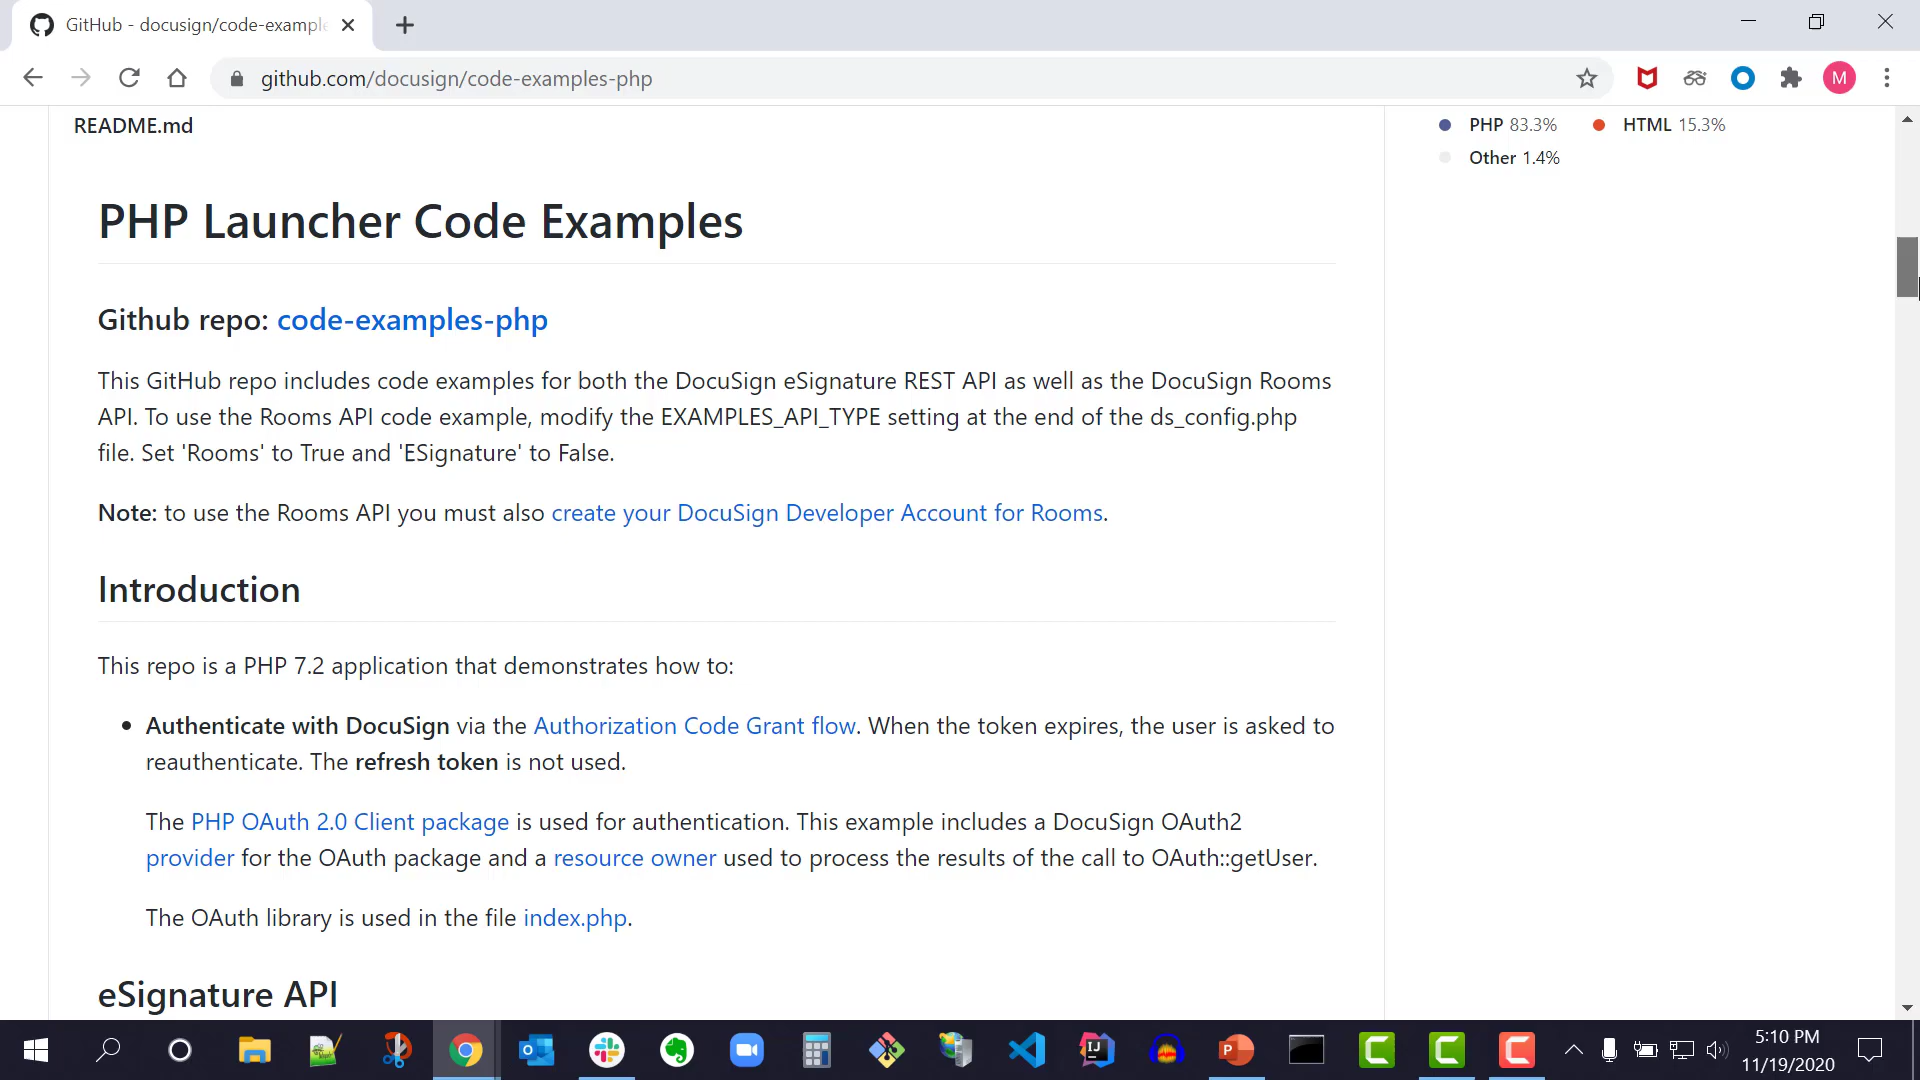 GitHub - docusign/code-example
github.com/docusign/code-examples-php
M
README.md
PHP 83.3% HTML 15.3%
Other 1.4%
PHP Launcher Code Examples
Github repo: code-examples-php
This GitHub repo includes code examples for both the DocuSign eSignature REST API as well as the DocuSign Rooms
API. To use the Rooms API code example, modify the EXAMPLES_API_TYPE setting at the end of the ds_config.php
file. Set 'Rooms' to True and 'ESignature' to False.
Note: to use the Rooms API you must also create your DocuSign Developer Account for Rooms.
Introduction
This repo is a PHP 7.2 application that demonstrates how to:
Authenticate with DocuSign via the Authorization Code Grant flow. When the token expires, the user is asked to
reauthenticate. The refresh token is not used.
The PHP OAuth 2.0 Client package is used for authentication. This example includes a DocuSign OAuth2
provider for the OAuth package and a resource owner used to process the results of the call to OAuth::getUser.
The OAuth library is used in the file index.php.
eSignature API
5:10 PM
11/19/2020